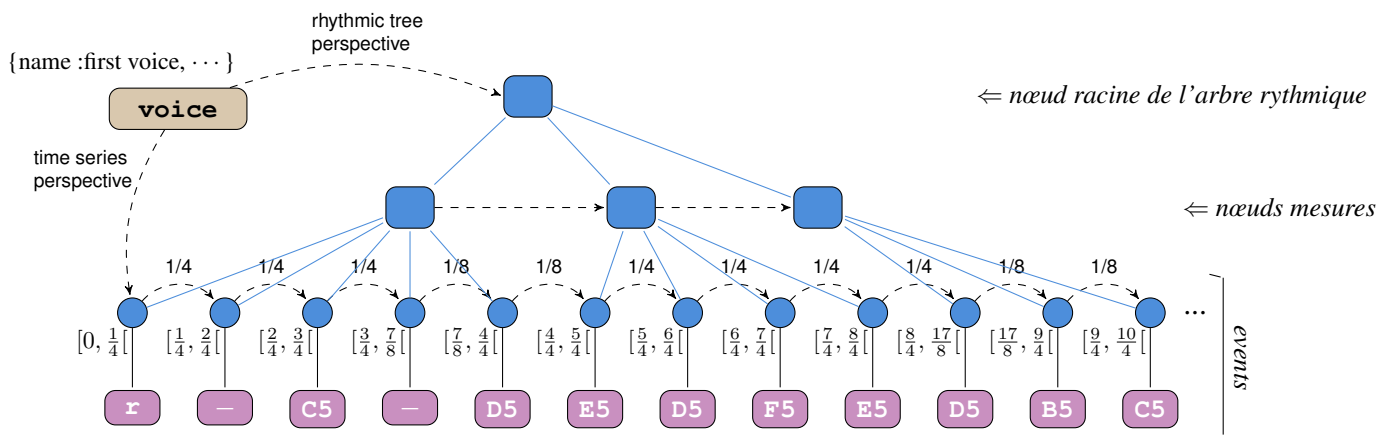 rhythmic tree
perspective
{name :first voice, ··· }
⇐ nœud racine de l'arbre rythmique
voice
time series
perspective
⇐ nœuds mesures
1/4 1/4 1/4 1/8 1/8 1/4 1/4 1/4 1/4 1/8 1/8
...
[0, 1/4[ [1/4, 2/4[ [2/4, 3/4[ [3/4, 7/8[ [7/8, 4/4[ [4/4, 5/4[ [5/4, 6/4[ [6/4, 7/4[ [7/4, 8/4[ [8/4, 17/8[ [17/8, 9/4[ [9/4, 10/4[
events
r – C5 – D5 E5 D5 F5 E5 D5 B5 C5